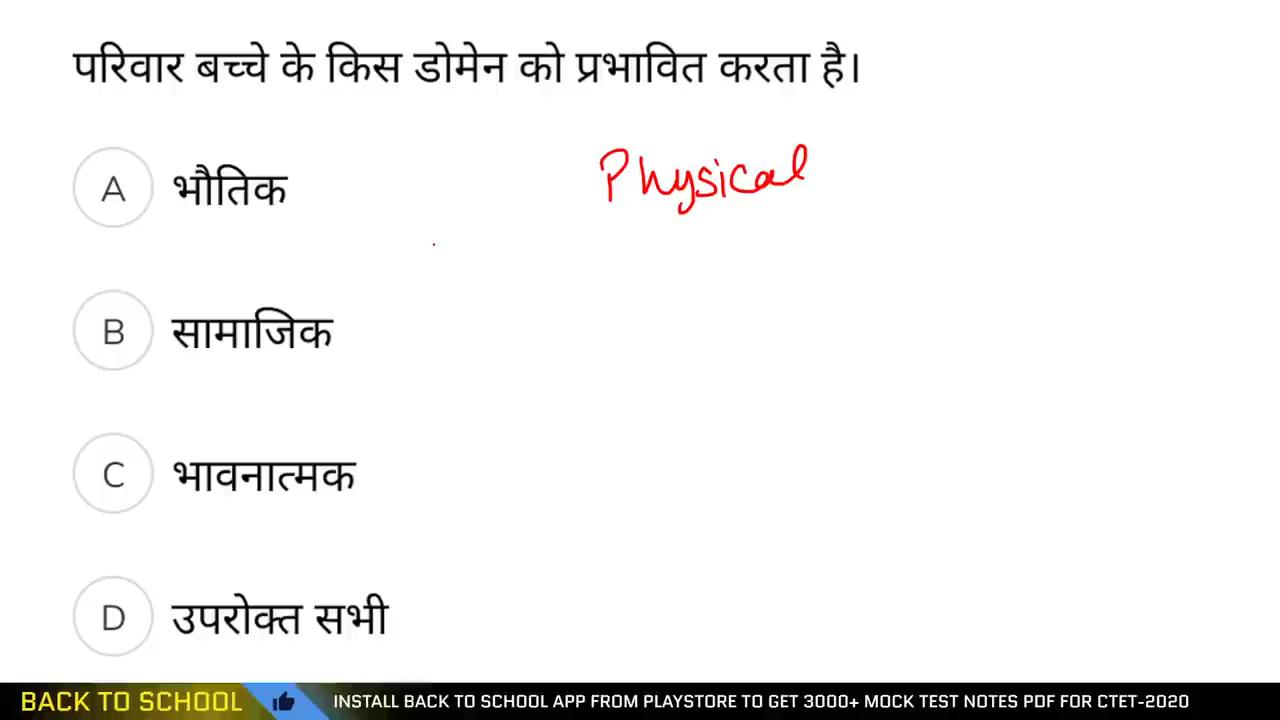 परिवार बच्चे के किस डोमेन को प्रभावित करता है।
A भौतिक
Physical
B सामाजिक
C भावनात्मक
D उपरोक्त सभी
BACK TO SCHOOL INSTALL BACK TO SCHOOL APP FROM PLAYSTORE TO GET 3000+ MOCK TEST NOTES PDF FOR CTET-2020